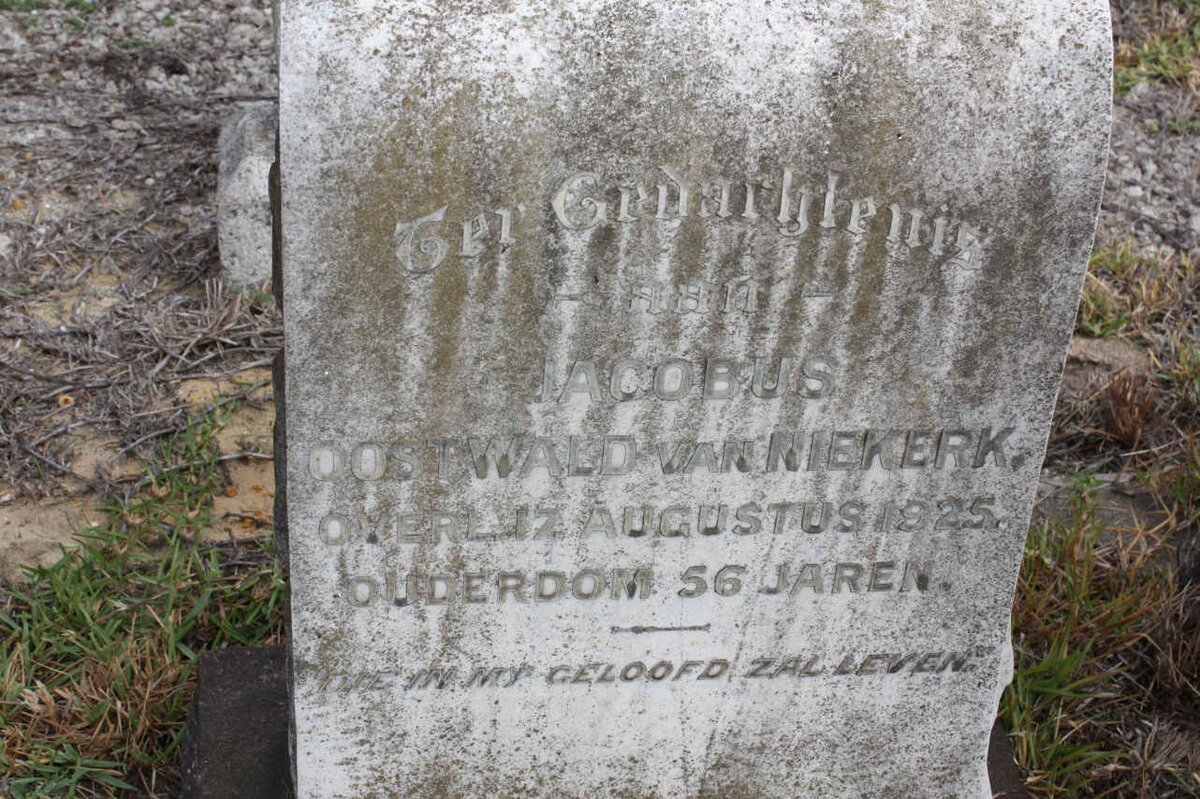 Ter Gedachtenis
— aan —
JACOBUS
OOSTWALD VAN NIEKERK,
OVERL. 17 AUGUSTUS 1925.
OUDERDOM 56 JAREN.
DIE IN MY GELOOFD ZAL LEVEN.